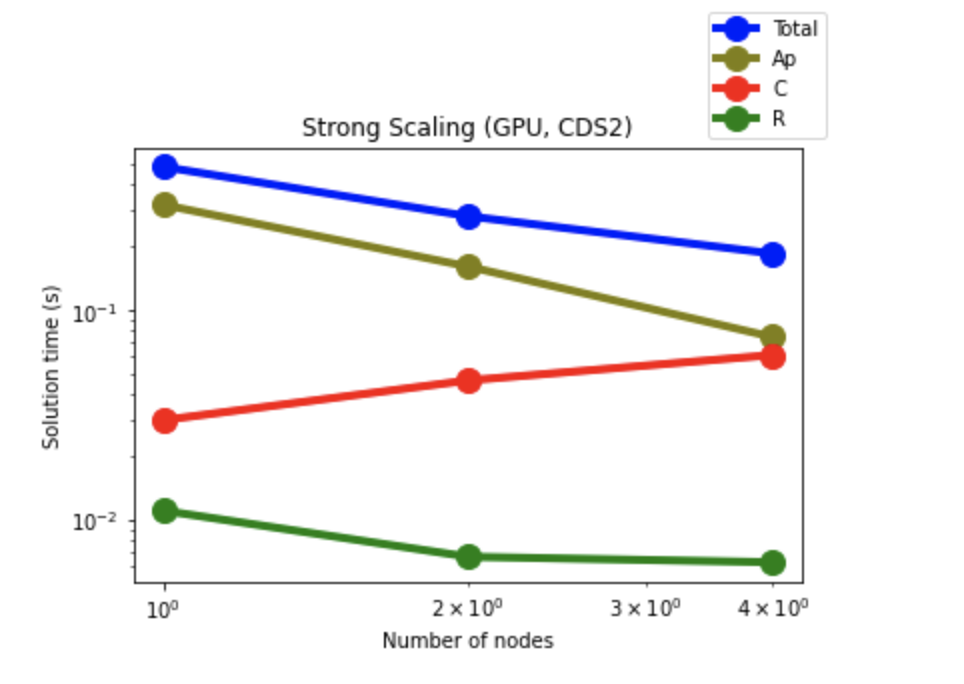 Total
Ap
C
R
Strong Scaling (GPU, CDS2)
Solution time (s)
10⁻¹
10⁻²
10⁰ 2 × 10⁰ 3 × 10⁰ 4 × 10⁰
Number of nodes